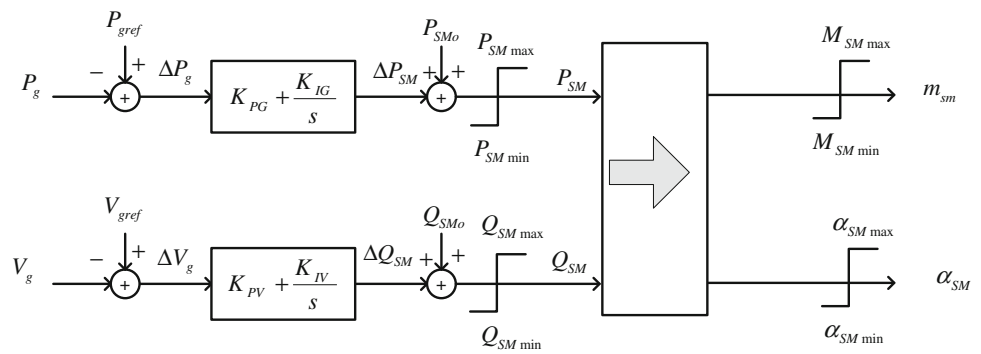 P_gref
P_g
−
+
+
ΔP_g
K_PG + K_IG/s
ΔP_SM
P_SMo
+
+
+
P_SM max
P_SM min
P_SM
M_SM max
M_SM min
m_sm
V_gref
V_g
−
+
+
ΔV_g
K_PV + K_IV/s
ΔQ_SM
Q_SMo
+
+
+
Q_SM max
Q_SM min
Q_SM
α_SM max
α_SM min
α_SM